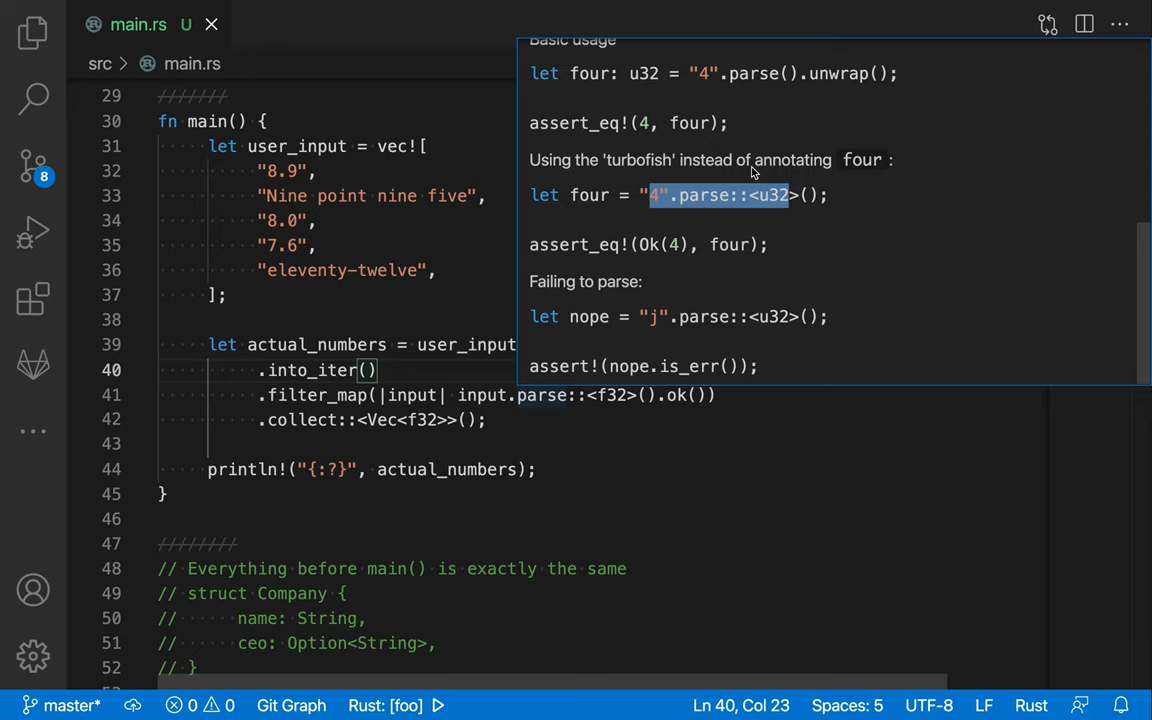 main.rs U
src > main.rs
Basic usage
let four: u32 = "4".parse().unwrap();
assert_eq!(4, four);
Using the 'turbofish' instead of annotating four :
let four = "4".parse::<u32>();
assert_eq!(Ok(4), four);
Failing to parse:
let nope = "j".parse::<u32>();
assert!(nope.is_err());
29 ///////
30 fn main() {
31 let user_input = vec![
32 "8.9",
33 "Nine point nine five",
34 "8.0",
35 "7.6",
36 "eleventy-twelve",
37 ];
38
39 let actual_numbers = user_input
40 .into_iter()
41 .filter_map(|input| input.parse::<f32>().ok())
42 .collect::<Vec<f32>>();
43
44 println!("{:?}", actual_numbers);
45 }
46
47 ////////
48 // Everything before main() is exactly the same
49 // struct Company {
50 // name: String,
51 // ceo: Option<String>,
52 // }
8
master* 0 0 Git Graph Rust: [foo] Ln 40, Col 23 Spaces: 5 UTF-8 LF Rust